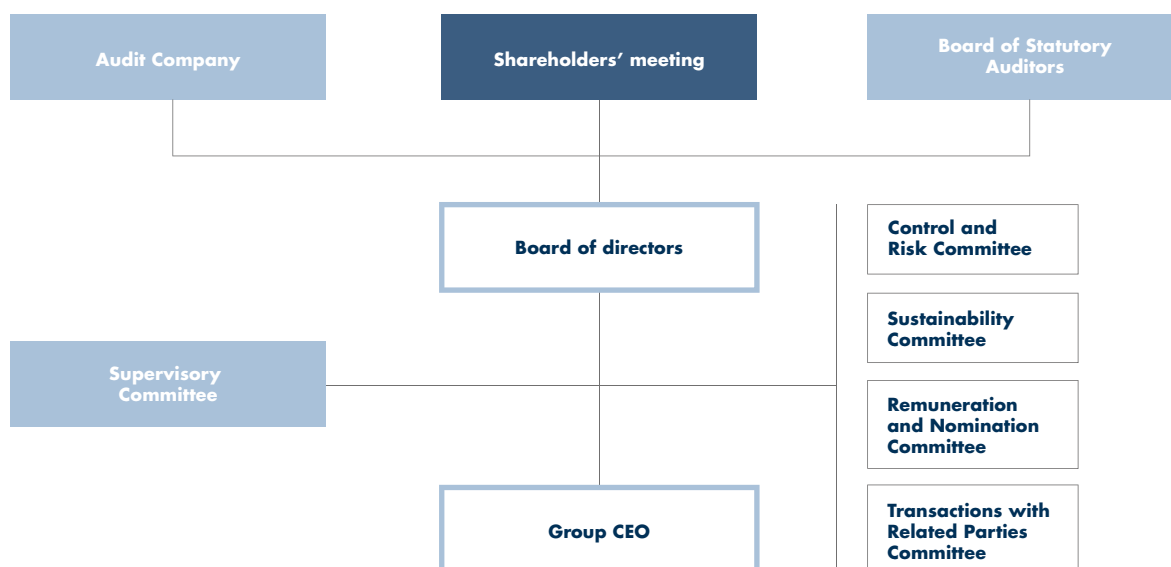 Audit Company
Shareholders’ meeting
Board of Statutory
Auditors
Board of directors
Control and
Risk Committee
Sustainability
Committee
Supervisory
Committee
Remuneration
and Nomination
Committee
Group CEO
Transactions with
Related Parties
Committee